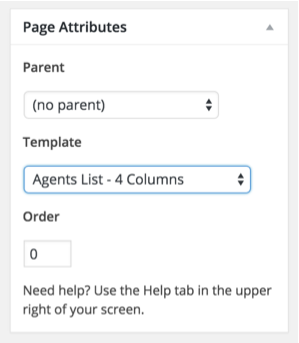 Page Attributes
Parent
(no parent)
Template
Agents List - 4 Columns
Order
0
Need help? Use the Help tab in the upper
right of your screen.